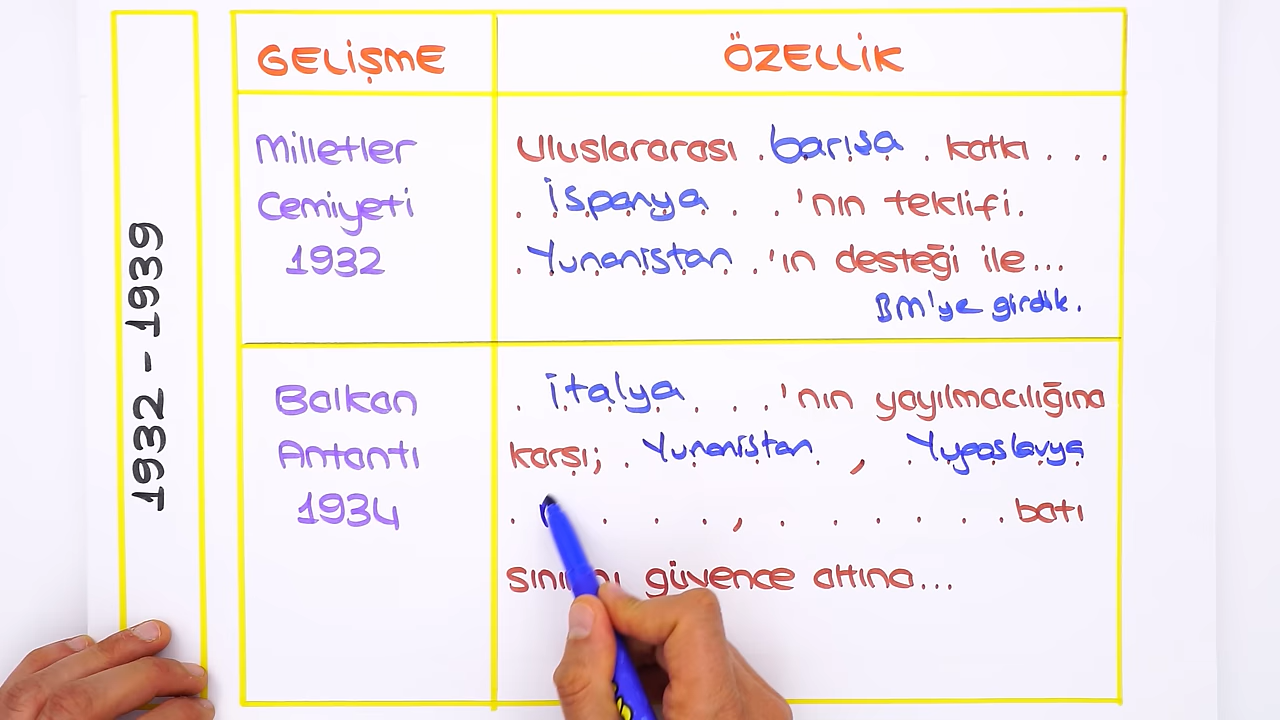 1932 - 1939
GELİŞME
ÖZELLİK
Milletler
Cemiyeti
1932
Uluslararası . barışa . katkı ...
. İspanya . . 'nın teklifi.
. Yunanistan . 'ın desteği ile...
BM'ye girdik.
Balkan
Antantı
1934
. İtalya . . . 'nın yayılmacılığına
karşı; . Yunanistan . , . Yugoslavya
. . . . . , . . . . . . batı
güvence altına...